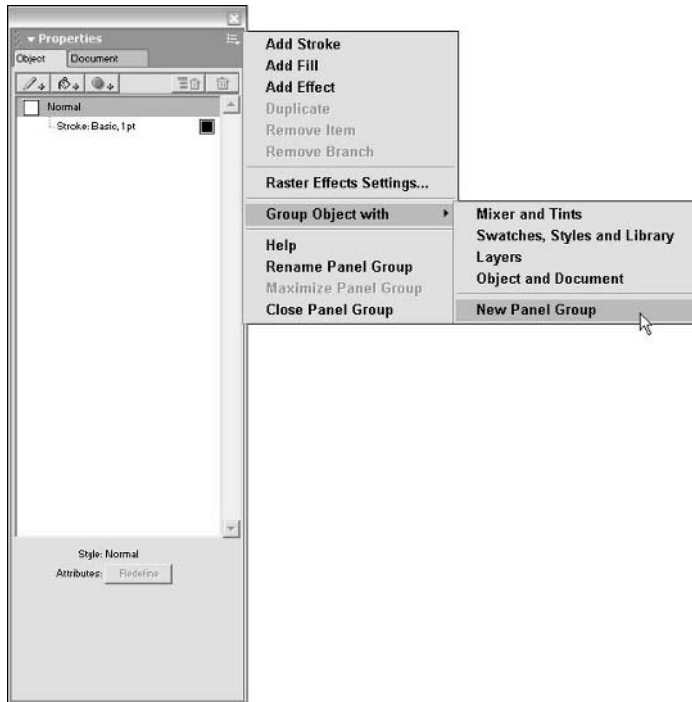 Properties
Object Document
Normal
Stroke: Basic, 1 pt
Style: Normal
Attributes: Redefine
Add Stroke
Add Fill
Add Effect
Duplicate
Remove Item
Remove Branch
Raster Effects Settings...
Group Object with
Help
Rename Panel Group
Maximize Panel Group
Close Panel Group
Mixer and Tints
Swatches, Styles and Library
Layers
Object and Document
New Panel Group